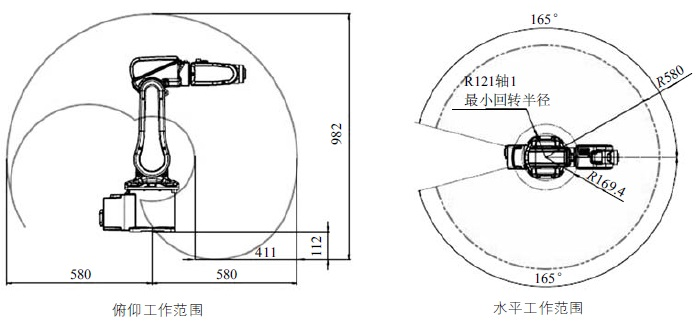 165°
R580
R121轴1
最小回转半径
982
R169.4
112
411
580
580
165°
俯仰工作范围
水平工作范围